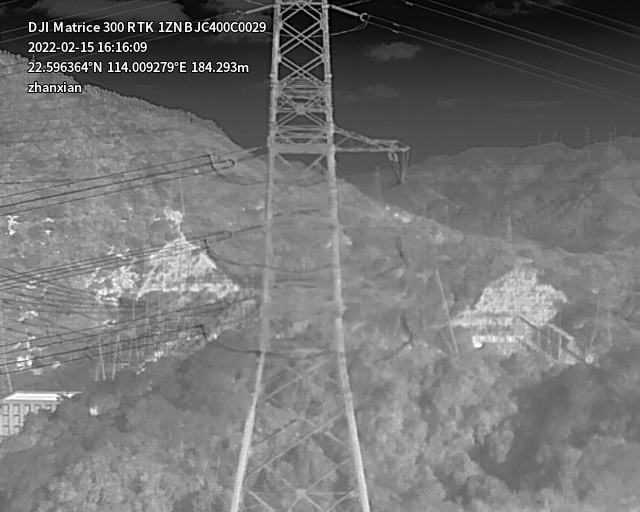 DJI Matrice 300 RTK 1ZNBJC400C0029
2022-02-15 16:16:09
22.596364°N 114.009279°E 184.293m
zhanxian